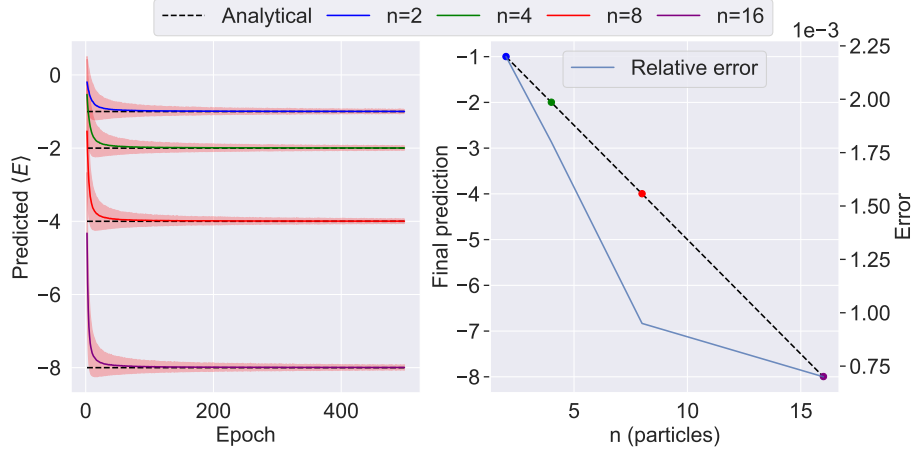 Analytical n=2 n=4 n=8 n=16
Predicted ⟨E⟩
0
−2
−4
−6
−8
0 200 400
Epoch
Final prediction
−1
−2
−3
−4
−5
−6
−7
−8
Relative error
5 10 15
n (particles)
1e−3
2.25
2.00
1.75
1.50
1.25
1.00
0.75
Error